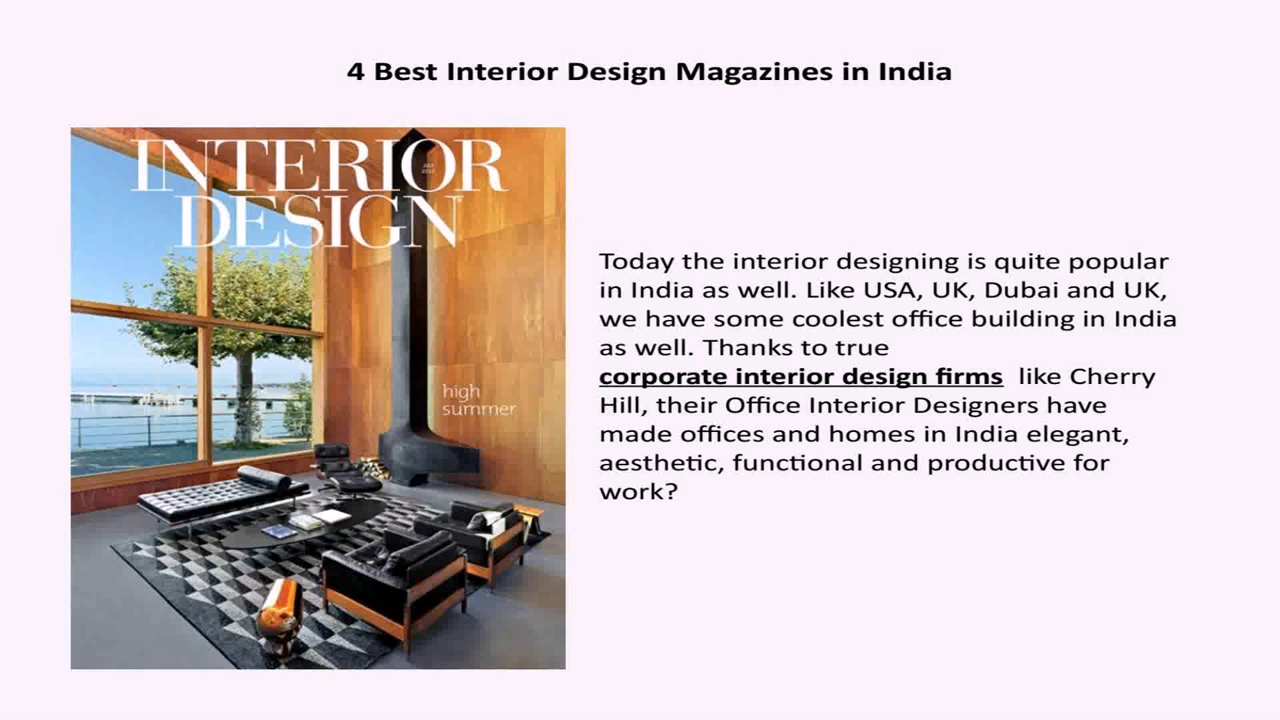 4 Best Interior Design Magazines in India
INTERIOR
DESIGN
high
summer
Today the interior designing is quite popular
in India as well. Like USA, UK, Dubai and UK,
we have some coolest office building in India
as well. Thanks to true
corporate interior design firms like Cherry
Hill, their Office Interior Designers have
made offices and homes in India elegant,
aesthetic, functional and productive for
work?